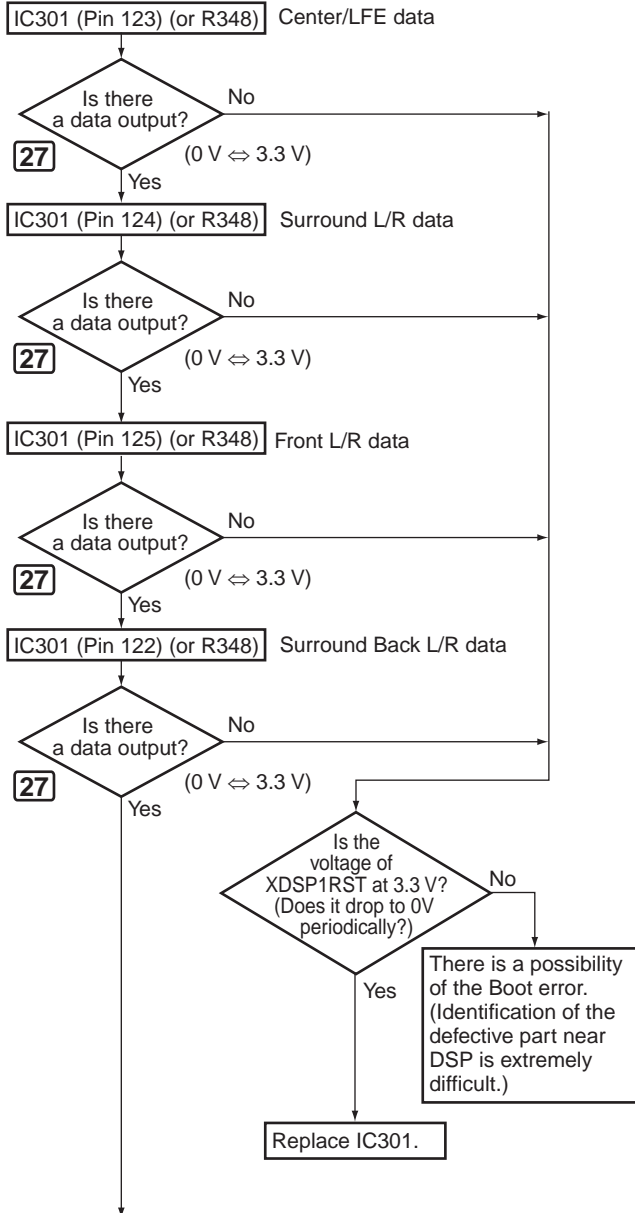 IC301 (Pin 123) (or R348) Center/LFE data
Is there
a data output?
No
27
(0 V ⇔ 3.3 V)
Yes
IC301 (Pin 124) (or R348) Surround L/R data
Is there
a data output?
No
27
(0 V ⇔ 3.3 V)
Yes
IC301 (Pin 125) (or R348) Front L/R data
Is there
a data output?
No
27
(0 V ⇔ 3.3 V)
Yes
IC301 (Pin 122) (or R348) Surround Back L/R data
Is there
a data output?
No
27
(0 V ⇔ 3.3 V)
Yes
Is the
voltage of
XDSP1RST at 3.3 V?
(Does it drop to 0V
periodically?)
No
There is a possibility
of the Boot error.
(Identification of the
defective part near
DSP is extremely
difficult.)
Yes
Replace IC301.